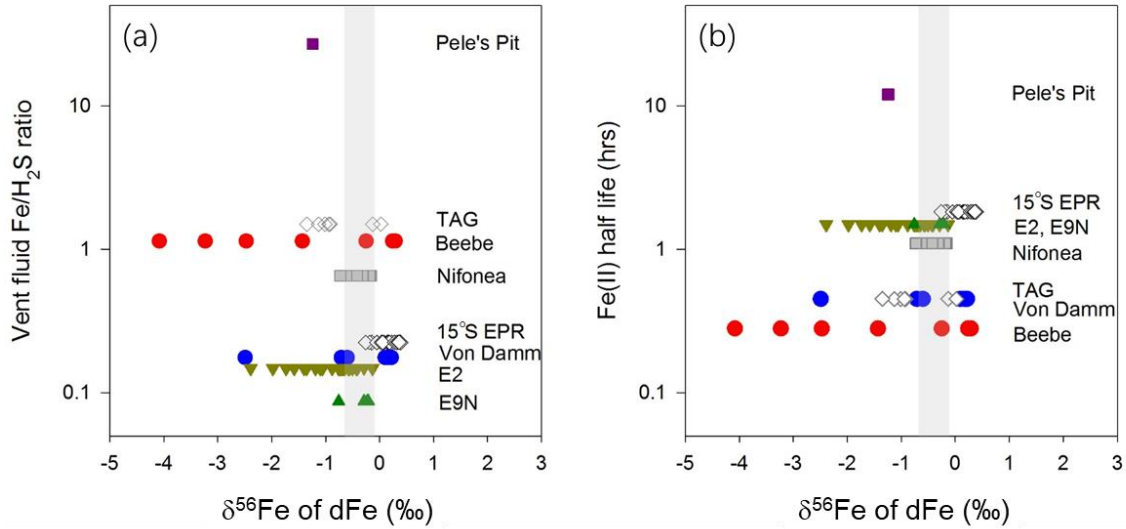 (a)
Vent fluid Fe/H₂S ratio
10
1
0.1
Pele's Pit
TAG
Beebe
Nifonea
15°S EPR
Von Damm
E2
E9N
-5 -4 -3 -2 -1 0 1 2 3
δ⁵⁶Fe of dFe (‰)
(b)
Fe(II) half life (hrs)
10
1
0.1
Pele's Pit
15°S EPR
E2, E9N
Nifonea
TAG
Von Damm
Beebe
-5 -4 -3 -2 -1 0 1 2 3
δ⁵⁶Fe of dFe (‰)